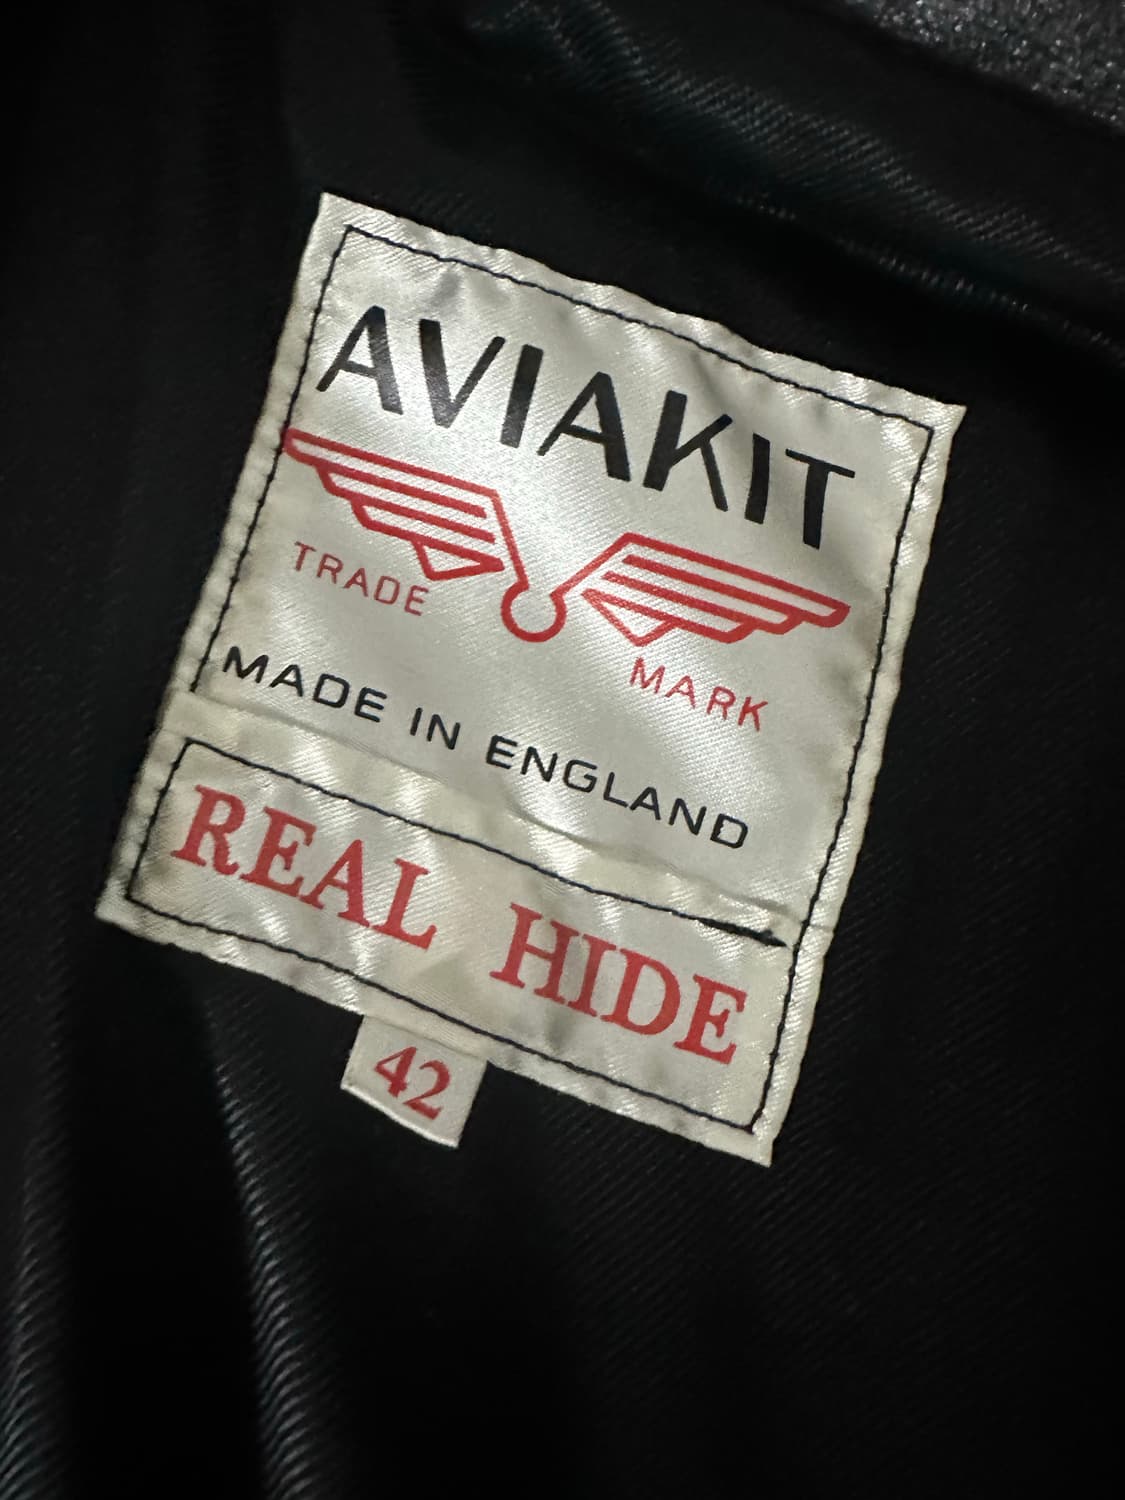 AVIAKIT
TRADE MARK
MADE IN ENGLAND
REAL HIDE
42